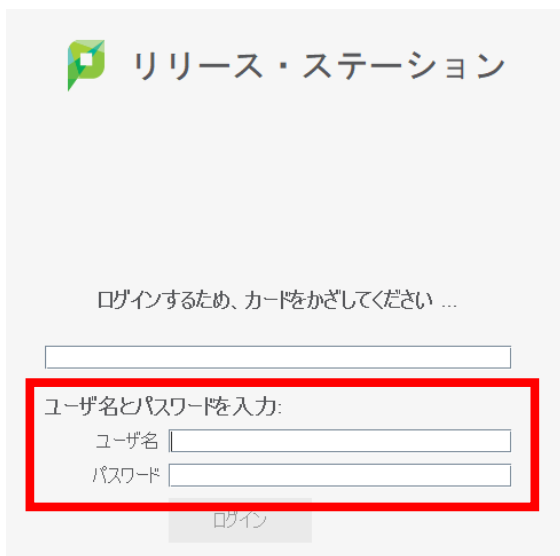 リリース・ステーション
ログインするため、カードをかざしてください ...
ユーザ名とパスワードを入力:
ユーザ名
パスワード
ログイン